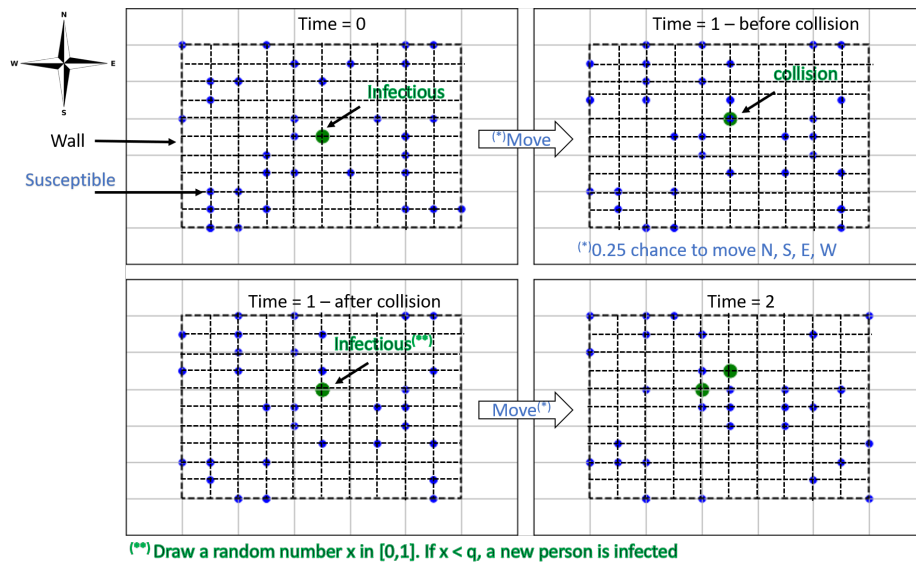 N
W
E
S
Time = 0
Infectious
Wall
Susceptible
(*)Move
Time = 1 – before collision
collision
(*)0.25 chance to move N, S, E, W
Time = 1 – after collision
Infectious(**)
Move(*)
Time = 2
(**) Draw a random number x in [0,1]. If x < q, a new person is infected